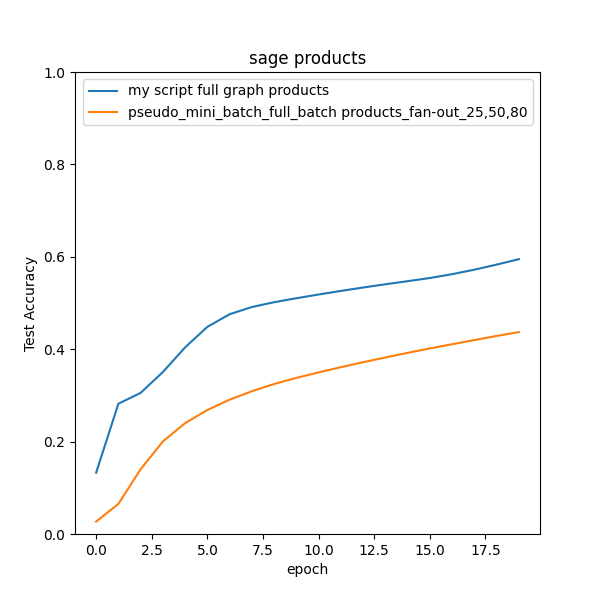 sage products
my script full graph products
pseudo_mini_batch_full_batch products_fan-out_25,50,80
1.0
0.8
0.6
0.4
0.2
0.0
Test Accuracy
0.0 2.5 5.0 7.5 10.0 12.5 15.0 17.5
epoch